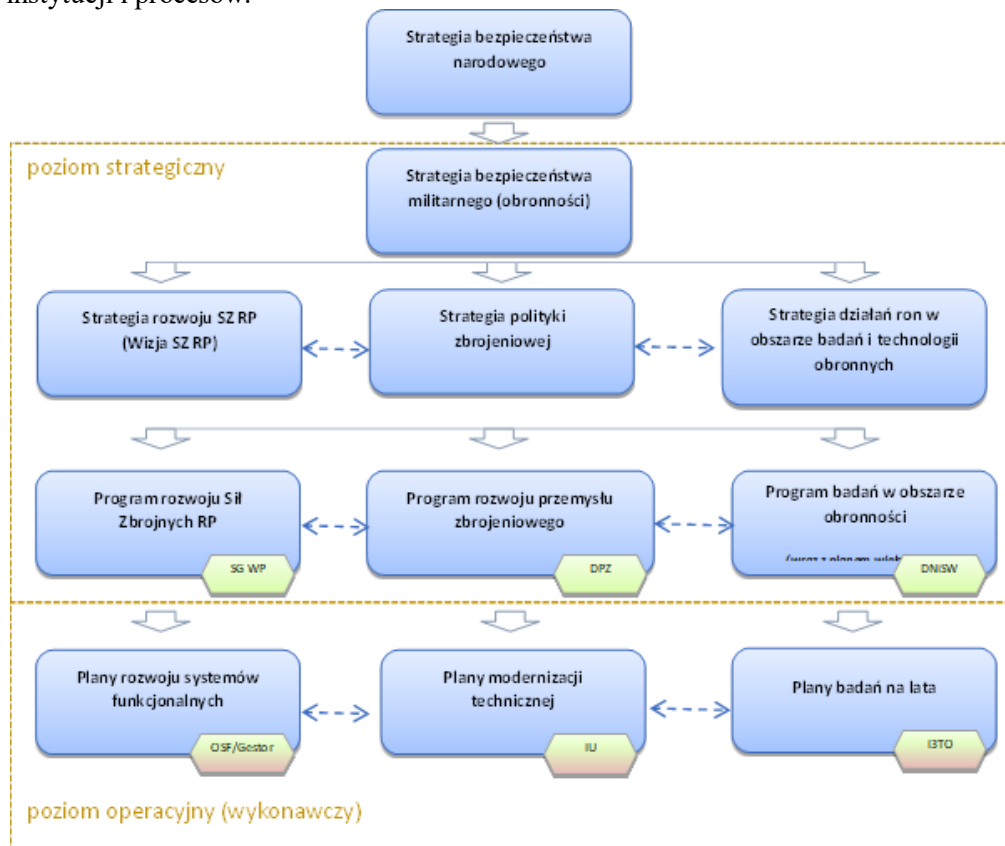 instytucji i procesów.
Strategia bezpieczeństwa
narodowego
poziom strategiczny
Strategia bezpieczeństwa
militarnego (obronności)
Strategia rozwoju SZ RP
(Wizja SZ RP)
Strategia polityki
zbrojeniowej
Strategia działań ron w
obszarze badań i technologii
obronnych
Program rozwoju Sił
Zbrojnych RP
SG WP
Program rozwoju przemysłu
zbrojeniowego
DPZ
Program badań w obszarze
obronności
(wraz z planem
DNiSW
Plany rozwoju systemów
funkcjonalnych
OSF/Gestor
Plany modernizacji
technicznej
IU
Plany badań na lata
I3TO
poziom operacyjny (wykonawczy)